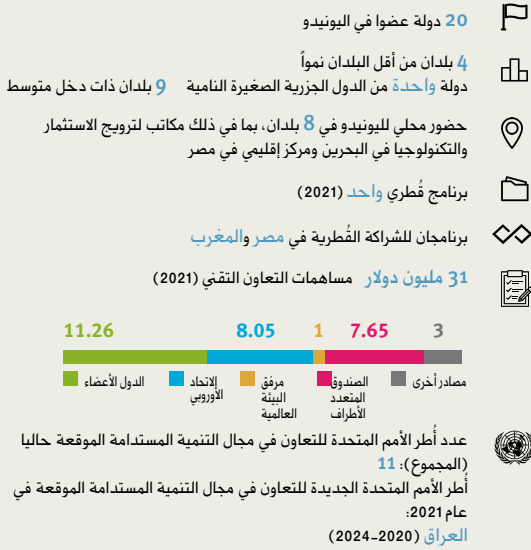 20 دولة عضوا في اليونيدو
4 بلدان من أقل البلدان نمواً
دولة واحدة من الدول الجزرية الصغيرة النامية 9 بلدان ذات دخل متوسط
حضور محلي لليونيدو في 8 بلدان، بما في ذلك مكاتب لترويج الاستثمار
والتكنولوجيا في البحرين ومركز إقليمي في مصر
برنامج قُطري واحد (2021)
برنامجان للشراكة القُطرية في مصر والمغرب
31 مليون دولار مساهمات التعاون التقني (2021)
3 7.65 1 8.05 11.26
مصادر أخرى
الصندوق
المتعدد
الأطراف
مرفق
البيئة
العالمية
الاتحاد
الأوروبي
الدول الأعضاء
عدد أُطر الأمم المتحدة للتعاون في مجال التنمية المستدامة الموقعة حاليا
(المجموع): 11
أُطر الأمم المتحدة الجديدة للتعاون في مجال التنمية المستدامة الموقعة في
عام 2021:
العراق (2020-2024)